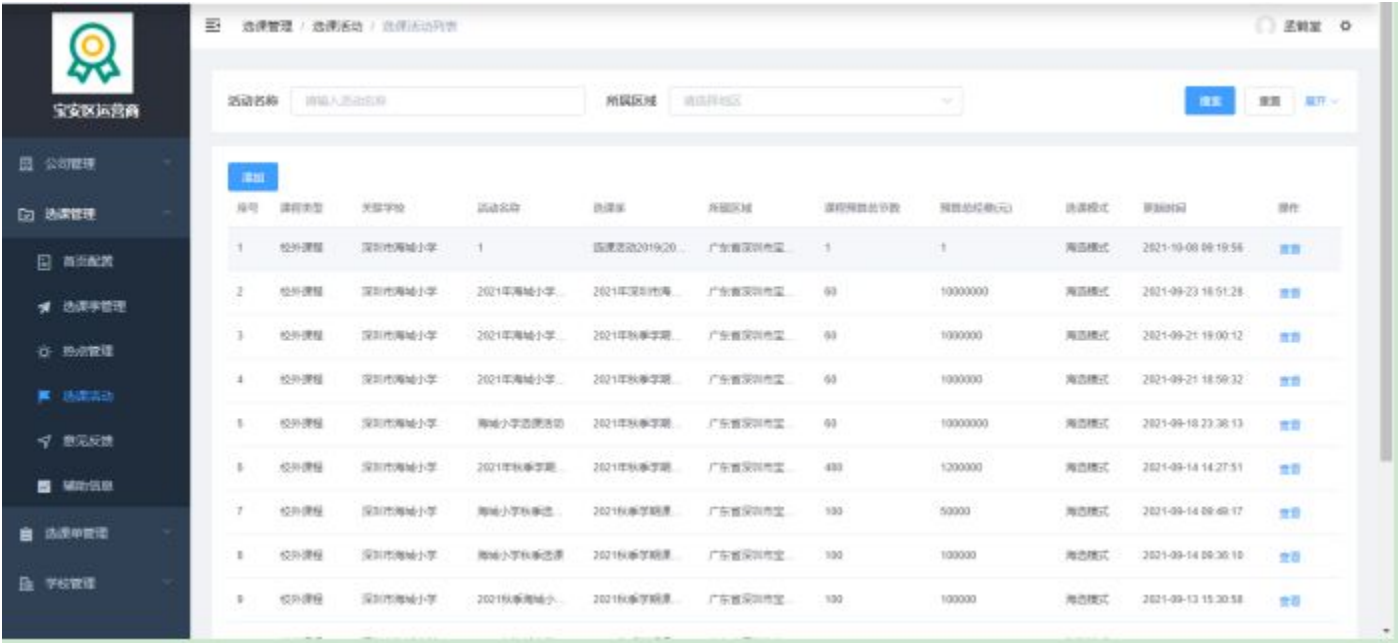 选课管理 / 选课活动 / 选课活动列表
宝安区运营商
活动名称 请输入活动名称 所属区域 请选择地区 搜索 重置 展开
公司管理
选课管理
首页配置
选课季管理
热点管理
选课活动
意见反馈
辅助信息
选课单管理
学校管理
添加
序号 课程类型 关联学校 活动名称 选课季 所属区域 课程预算总节数 预算总经费(元) 选课模式 更新时间 操作
1 校外课程 深圳市海城小学 1 选课活动2019(20... 广东省深圳市宝... 1 1 海选模式 2021-10-08 09:19:56 查看
2 校外课程 深圳市海城小学 2021年海城小学... 2021年深圳市海... 广东省深圳市宝... 60 10000000 海选模式 2021-09-23 16:51:28 查看
3 校外课程 深圳市海城小学 2021年海城小学... 2021年秋季学期... 广东省深圳市宝... 60 1000000 海选模式 2021-09-21 19:00:12 查看
4 校外课程 深圳市海城小学 2021年海城小学... 2021年秋季学期... 广东省深圳市宝... 60 1000000 海选模式 2021-09-21 18:59:32 查看
5 校外课程 深圳市海城小学 海城小学选课活动 2021年秋季学期... 广东省深圳市宝... 60 10000000 海选模式 2021-09-18 23:38:13 查看
6 校外课程 深圳市海城小学 2021年秋季学期... 2021年秋季学期... 广东省深圳市宝... 480 1200000 海选模式 2021-09-14 14:27:51 查看
7 校外课程 深圳市海城小学 海城小学秋季选... 2021秋季学期课... 广东省深圳市宝... 100 50000 海选模式 2021-09-14 09:49:17 查看
8 校外课程 深圳市海城小学 海城小学秋季选课 2021秋季学期课... 广东省深圳市宝... 100 100000 海选模式 2021-09-14 09:36:10 查看
9 校外课程 深圳市海城小学 2021秋季海城小... 2021秋季学期课... 广东省深圳市宝... 100 100000 海选模式 2021-09-13 15:30:58 查看